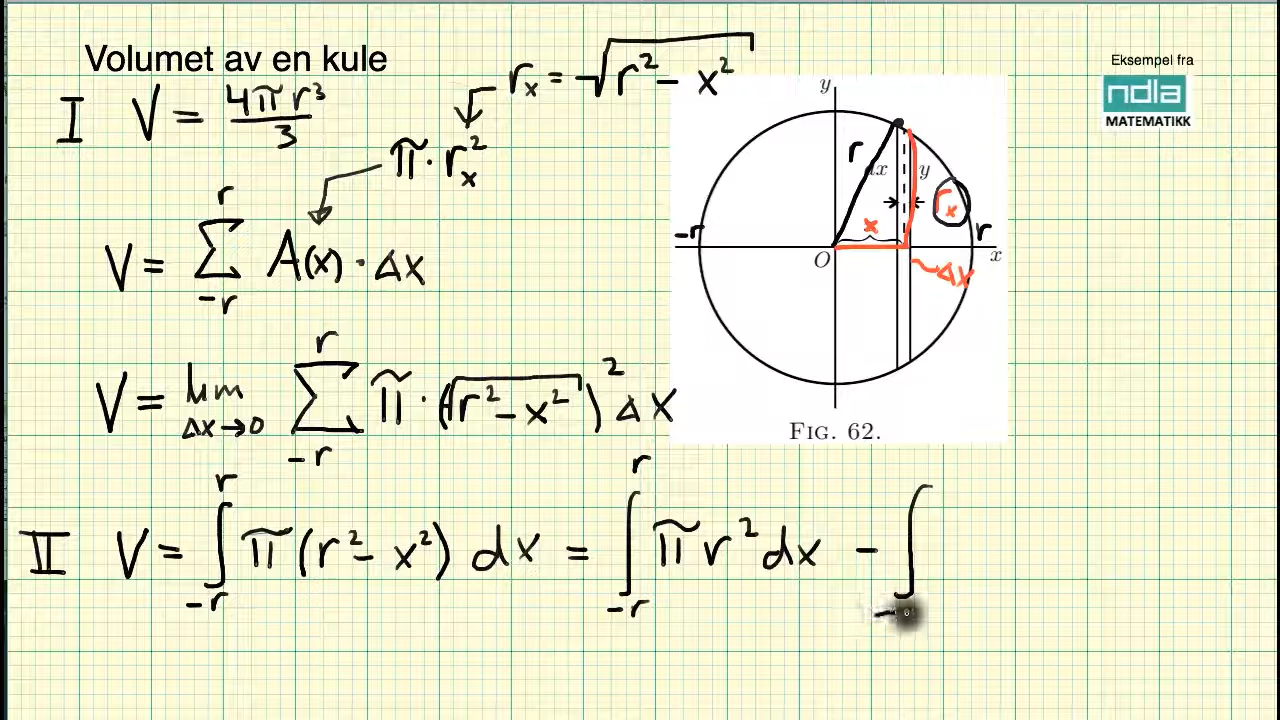 Volumet av en kule
r_x = √(r² - x²)
I V = 4πr³/3
π · r_x²
V = Σ_{-r}^{r} A(x) · Δx
V = lim_{Δx→0} Σ_{-r}^{r} π · (√(r² - x²))² Δx
II V = ∫_{-r}^{r} π(r² - x²) dx = ∫_{-r}^{r} πr² dx - ∫_{-}
Eksempel fra
ndla
MATEMATIKK
y
r
dx
y
r_x
x
-r
r
O
x
Δx
FIG. 62.